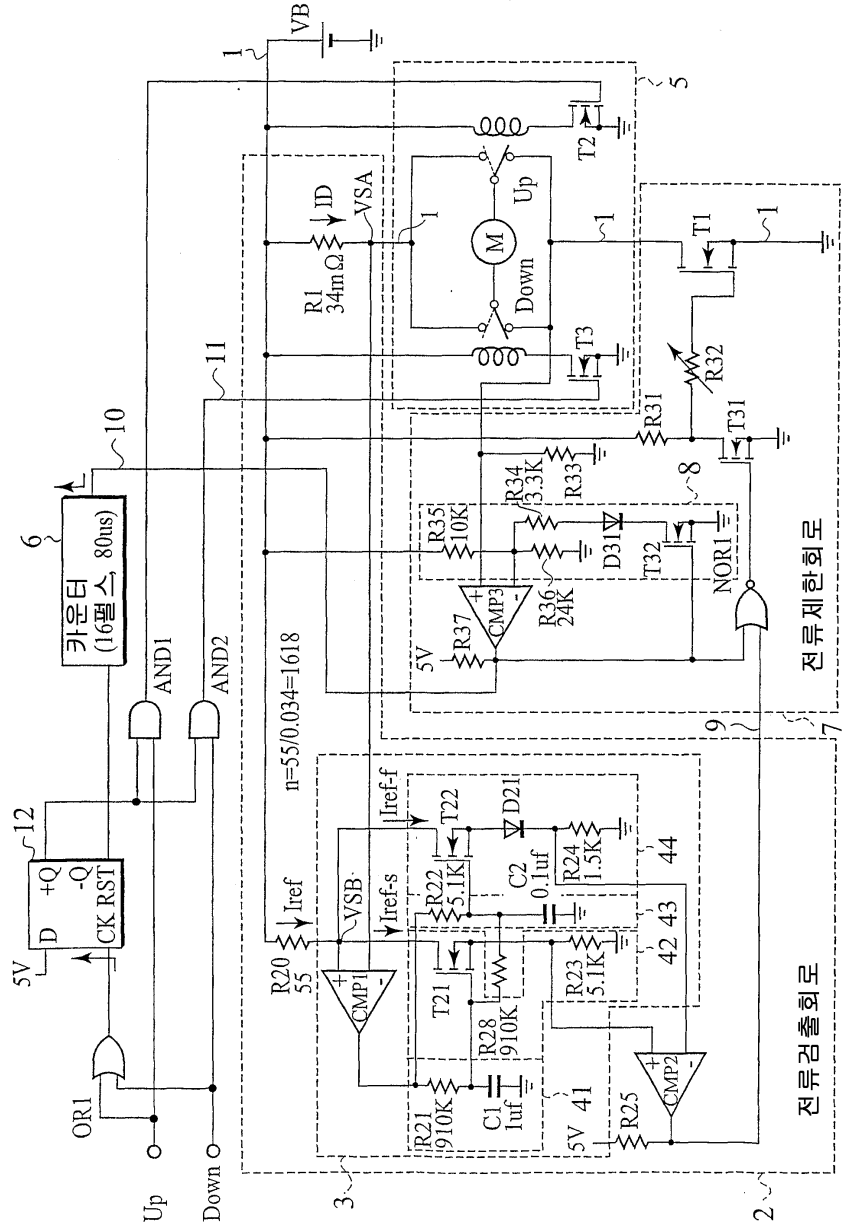 VB
1
5
T2
Up
M
Down
T3
ID
VSA
R1
34mΩ
1
1
T1
1
R32
R31
T31
11
10
6
카운터
(16펄스, 80us)
AND1
AND2
12
D +Q
-Q
CK RST
5V
OR1
Up
Down
n=55/0.034=1618
R33
R34
3.3K
R35
10K
8
D31
T32
NOR1
R36
24K
CMP3
+
-
R37
5V
전류제한회로
7
9
Iref-f
T22
D21
R24
1.5K
44
R22
5.1K
C2
0.1uf
43
Iref
VSB
Iref-s
R20
55
CMP1
+
-
T21
R28
910K
R23
5.1K
42
R21
910K
C1
1uf
41
5V
R25
CMP2
+
-
전류검출회로
3
2